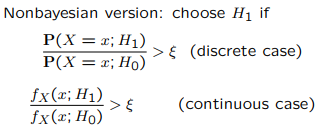 Nonbayesian version: choose H₁ if
P(X = x; H₁) / P(X = x; H₀) > ξ (discrete case)
f_X(x; H₁) / f_X(x; H₀) > ξ (continuous case)